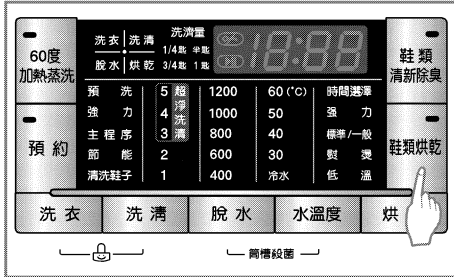 60度
加熱蒸洗
預約
洗衣 洗清 洗濟量
1/4匙 半匙
脫水 烘乾 3/4匙 1匙
18:88
鞋類
清新除臭
鞋類烘乾
預洗 5 超淨洗清 1200 60(°C) 時間選擇
強力 4 1000 50 强力
主程序 3 800 40 標準/一般
節能 2 600 30 熨燙
清洗鞋子 1 400 冷水 低溫
洗衣 洗清 脫水 水溫度 烘
筒槽殺菌